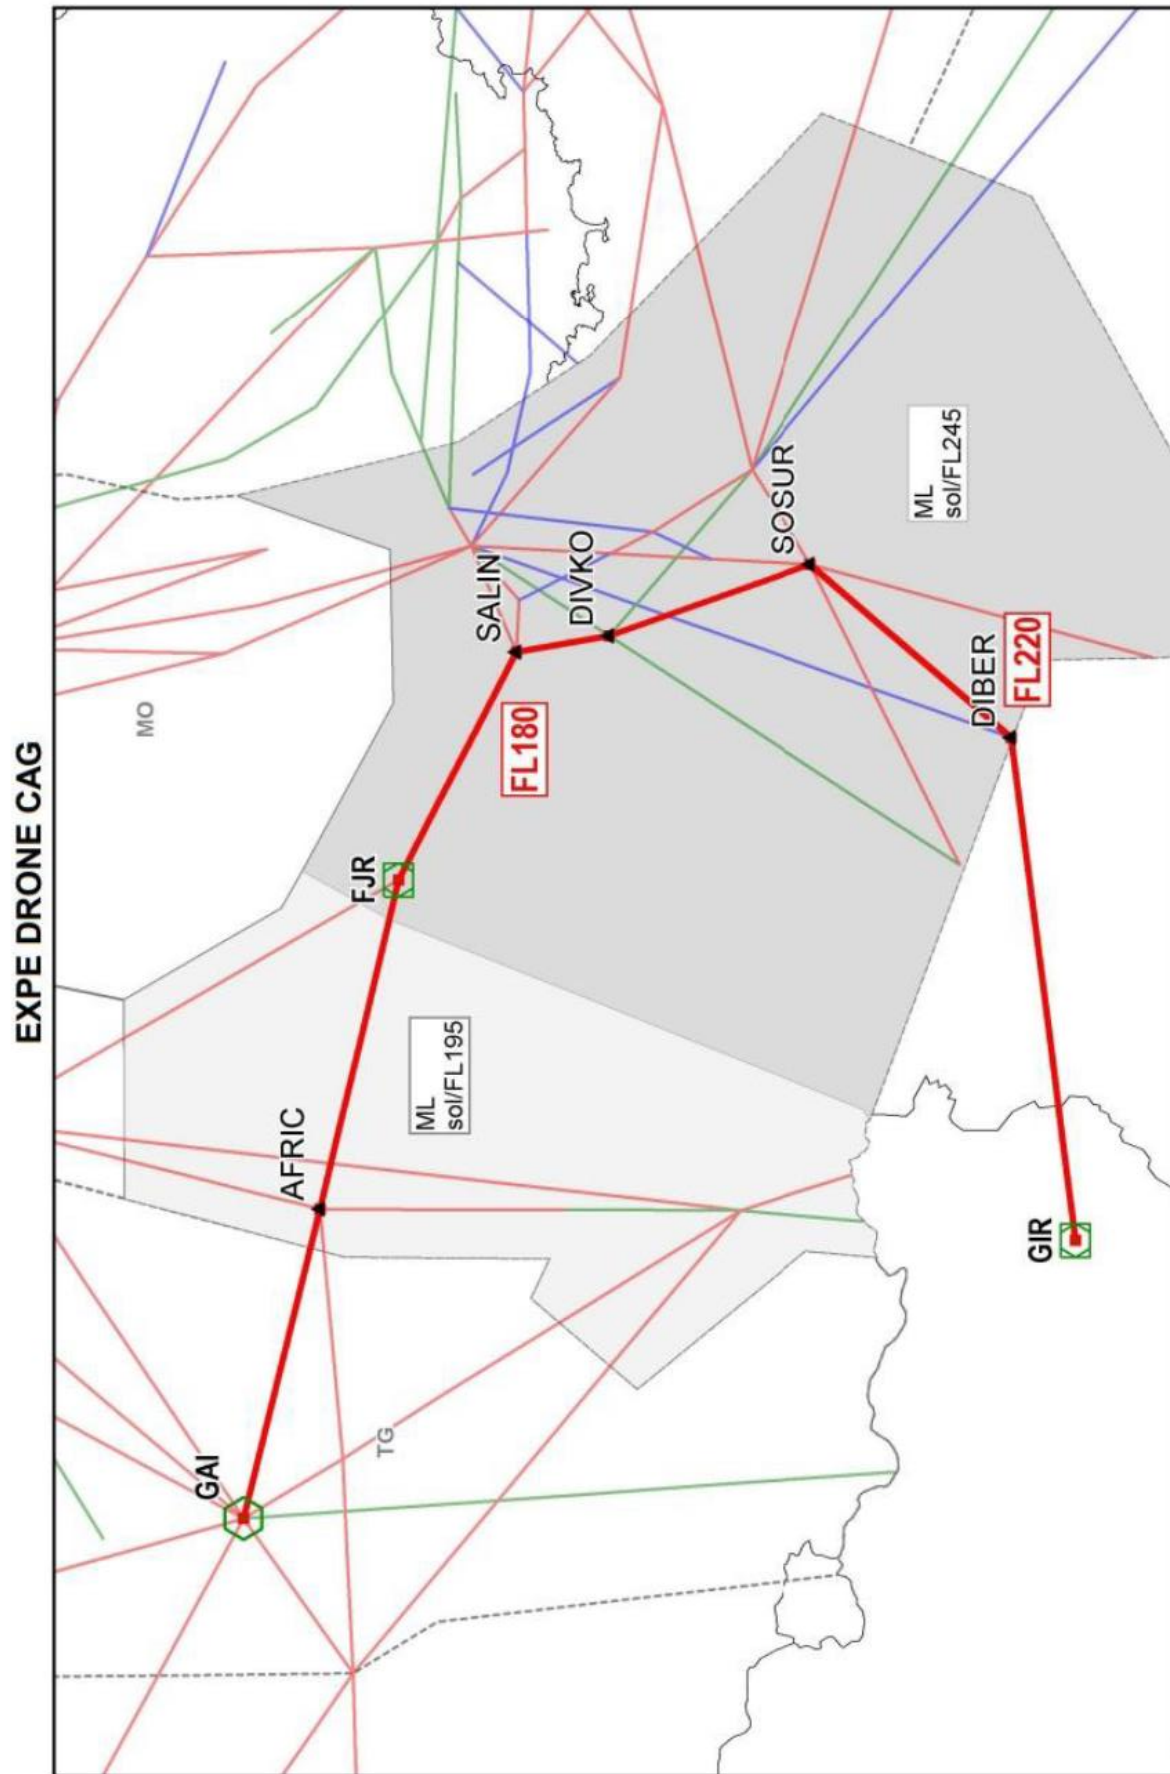 EXPE DRONE CAG
MO
SALIN
DIVKO
SOSUR
ML
sol/FL245
FL180
DIBER
FL220
FJR
ML
sol/FL195
AFRIC
GIR
GAI
TG